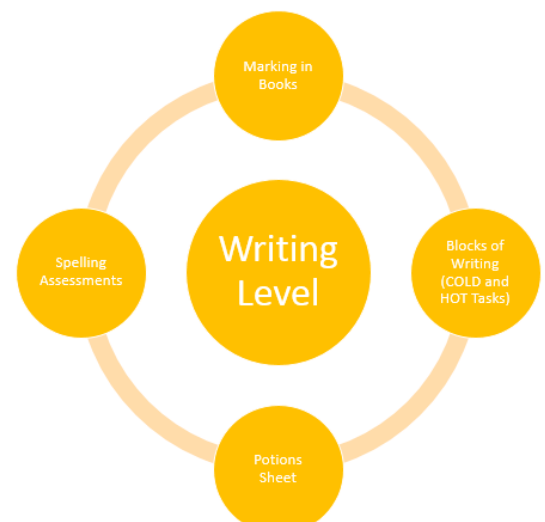 Marking in
Books
Writing
Level
Blocks of
Writing
(COLD and
HOT Tasks)
Spelling
Assessments
Potions
Sheet